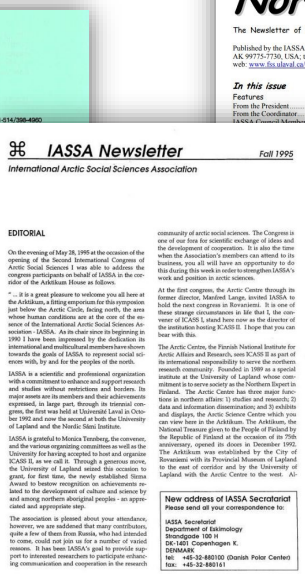 Nor
The Newsletter of
Published by the IASSA
AK 99775-7730, USA; t
web: www.fss.ulaval.ca/
In this issue
Features
From the President
From the Coordinator
IASSA Council Members
514/398-4960
⌘ IASSA Newsletter Fall 1995
International Arctic Social Sciences Association
EDITORIAL
On the evening of May 28, 1995 at the occasion of the
opening of the Second International Congress of
Arctic Social Sciences I was able to address the
congress participants on behalf of IASSA in the cor-
ridor of the Arktikum House as follows.
"... it is a great pleasure to welcome you all here at
the Arktikum, a fitting emporium for this symposium
just below the Arctic Circle, facing north, the area
whose human conditions are at the core of the es-
sence of the International Arctic Social Sciences As-
sociation - IASSA. As its chair since its beginning in
1990 I have been impressed by the dedication its
international and multicultural members have shown
towards the goals of IASSA to represent social sci-
ences with, by and for the peoples of the north.
IASSA is a scientific and professional organization
with a commitment to enhance and support research
and studies without restrictions and borders. Its
major assets are its members and their achievements
expressed, in large part, through its triennial con-
gress, the first was held at Université Laval in Octo-
ber 1992 and now the second at both the University
of Lapland and the Nordic Sámi Institute.
IASSA is grateful to Monica Tennberg, the convenor,
and the various organizing committees as well as the
University for having accepted to host and organize
ICASS II, as we call it. Through a generous move,
the University of Lapland seized this occasion to
grant, for first time, the newly established Sirma
Award to bestow recognition on achievements re-
lated to the development of culture and science by
and among northern aboriginal peoples - an appre-
ciated and appropriate step.
The association is pleased about your attendance,
however, we are saddened that many contributors,
quite a few of them from Russia, who had intended
to come, could not join us for a number of varied
reasons. It has been IASSA's goal to provide sup-
port to interested researchers to participate enhanc-
ing communication and cooperation in the research
community of arctic social sciences. The Congress is
one of our fora for scientific exchange of ideas and
the development of cooperation. It is also the time
when the Association's members can attend to its
business, you all will have an opportunity to do
this during this week in order to strengthen IASSA's
work and position in arctic sciences.
At the first congress, the Arctic Centre through its
former director, Manfred Lange, invited IASSA to
hold the next congress in Rovaniemi. It is one of
these strange circumstances in life that I, the con-
vener of ICASS I, stand here now as the director of
the institution hosting ICASS II. I hope that you can
bear with this.
The Arctic Centre, the Finnish National Institute for
Arctic Affairs and Research, sees ICASS II as part of
its international responsibility to serve the northern
research community. Founded in 1989 as a special
institute at the University of Lapland whose com-
mitment is to serve society as the Northern Expert in
Finland. The Arctic Centre has three major func-
tions in northern affairs: 1) studies and research; 2)
data and information dissemination; and 3) exhibits
and displays, the Arctic Science Centre which you
can view here in the Arktikum. The Arktikum, the
National Treasure given to the People of Finland by
the Republic of Finland at the occasion of its 75th
anniversary, opened its doors in December 1992.
The Arktikum was established by the City of
Rovaniemi with its Provincial Museum of Lapland
to the east of corridor and by the University of
Lapland with the Arctic Centre to the west. Al-
New address of IASSA Secratariat
Please send all your correspondence to:
IASSA Secretariat
Department of Eskimology
Strandgade 100 H
DK-1401 Copenhagen K.
DENMARK
tel: +45-32-880100 (Danish Polar Center)
fax: +45-32-880161